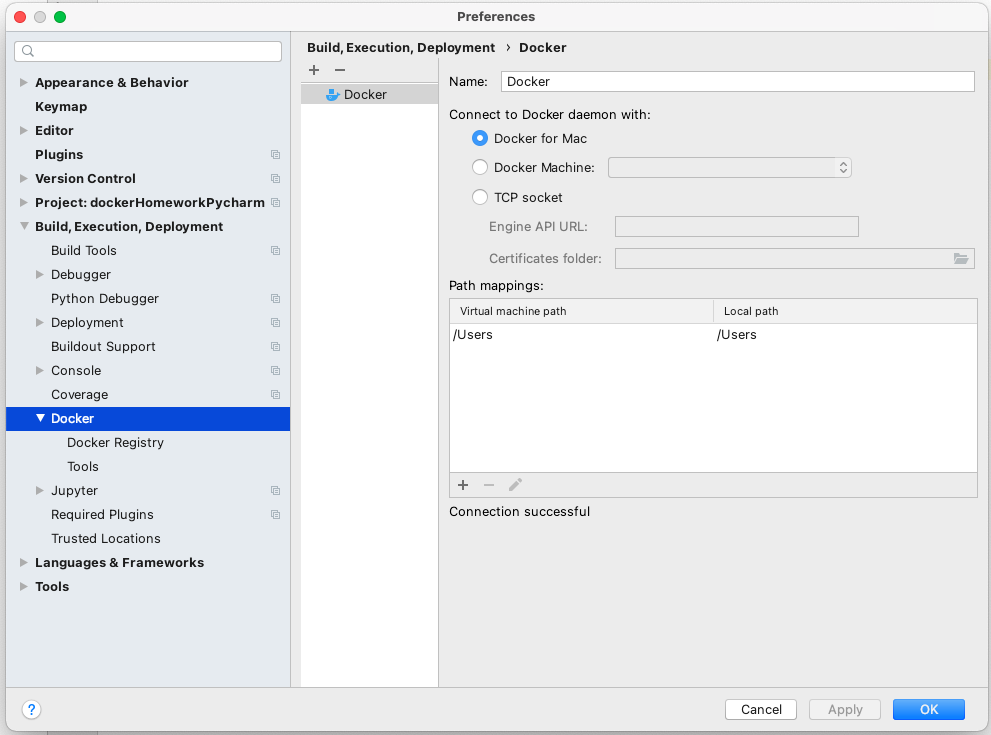 Preferences
Appearance & Behavior
Keymap
Editor
Plugins
Version Control
Project: dockerHomeworkPycharm
Build, Execution, Deployment
Build Tools
Debugger
Python Debugger
Deployment
Buildout Support
Console
Coverage
Docker
Docker Registry
Tools
Jupyter
Required Plugins
Trusted Locations
Languages & Frameworks
Tools
Build, Execution, Deployment › Docker
Docker
Name: Docker
Connect to Docker daemon with:
Docker for Mac
Docker Machine:
TCP socket
Engine API URL:
Certificates folder:
Path mappings:
Virtual machine path Local path
/Users /Users
Connection successful
? Cancel Apply OK